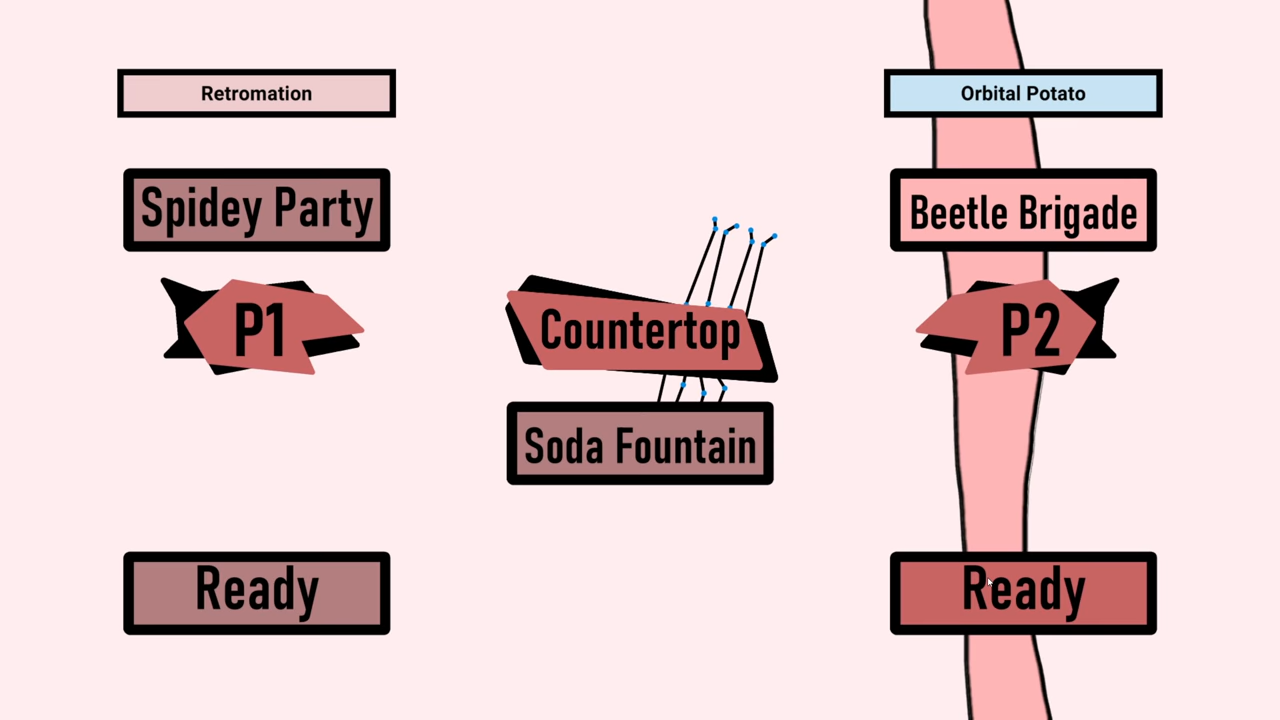 Retromation
Orbital Potato
Spidey Party
Beetle Brigade
P1
Countertop
P2
Soda Fountain
Ready
Ready